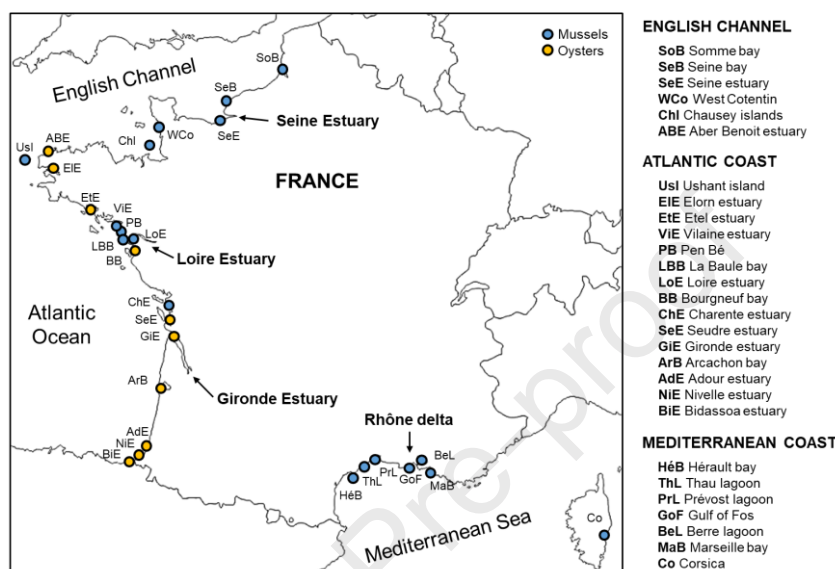 Mussels
Oysters
English Channel
SoB
SeB
SeE
Seine Estuary
WCo
ChI
ABE
UsI
ElE
FRANCE
EtE
ViE
PB
LoE
LBB
BB
Loire Estuary
Atlantic
Ocean
ChE
SeE
GiE
Gironde Estuary
ArB
AdE
NiE
BiE
Rhône delta
BeL
PrL
GoF
ThL
MaB
HéB
Mediterranean Sea
Co
Pre-proof
ENGLISH CHANNEL
SoB Somme bay
SeB Seine bay
SeE Seine estuary
WCo West Cotentin
ChI Chausey islands
ABE Aber Benoit estuary
ATLANTIC COAST
UsI Ushant island
ElE Elorn estuary
EtE Etel estuary
ViE Vilaine estuary
PB Pen Bé
LBB La Baule bay
LoE Loire estuary
BB Bourgneuf bay
ChE Charente estuary
SeE Seudre estuary
GiE Gironde estuary
ArB Arcachon bay
AdE Adour estuary
NiE Nivelle estuary
BiE Bidassoa estuary
MEDITERRANEAN COAST
HéB Hérault bay
ThL Thau lagoon
PrL Prévost lagoon
GoF Gulf of Fos
BeL Berre lagoon
MaB Marseille bay
Co Corsica